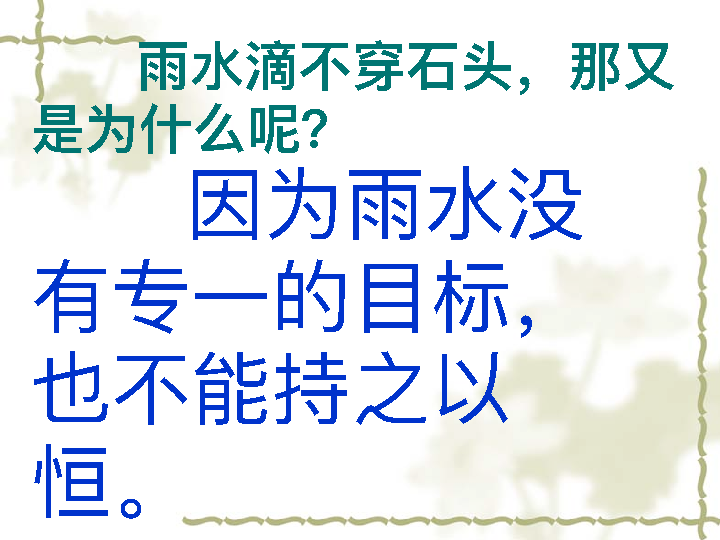 雨水滴不穿石头，那又
是为什么呢？
因为雨水没
有专一的目标，
也不能持之以
恒。